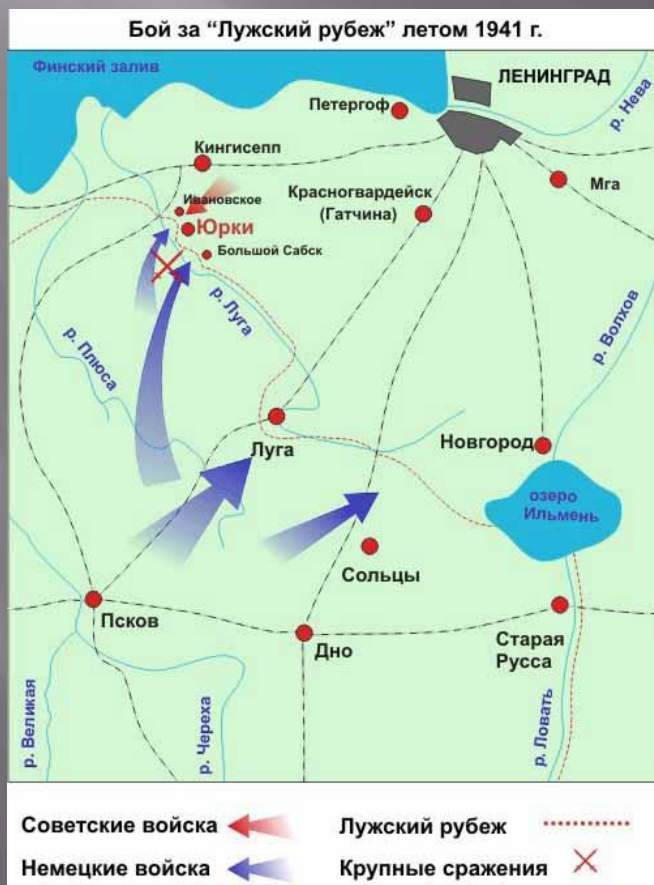 Бой за “Лужский рубеж” летом 1941 г.
Финский залив
ЛЕНИНГРАД
Петергоф
р. Нева
Кингисепп
Мга
Ивановское
Красногвардейск
(Гатчина)
Юрки
Большой Сабск
р. Луга
р. Волхов
р. Плюса
Луга
Новгород
озеро
Ильмень
Сольцы
Псков
Дно
Старая
Русса
р. Великая
р. Череха
р. Ловать
Советские войска
Лужский рубеж
Немецкие войска
Крупные сражения